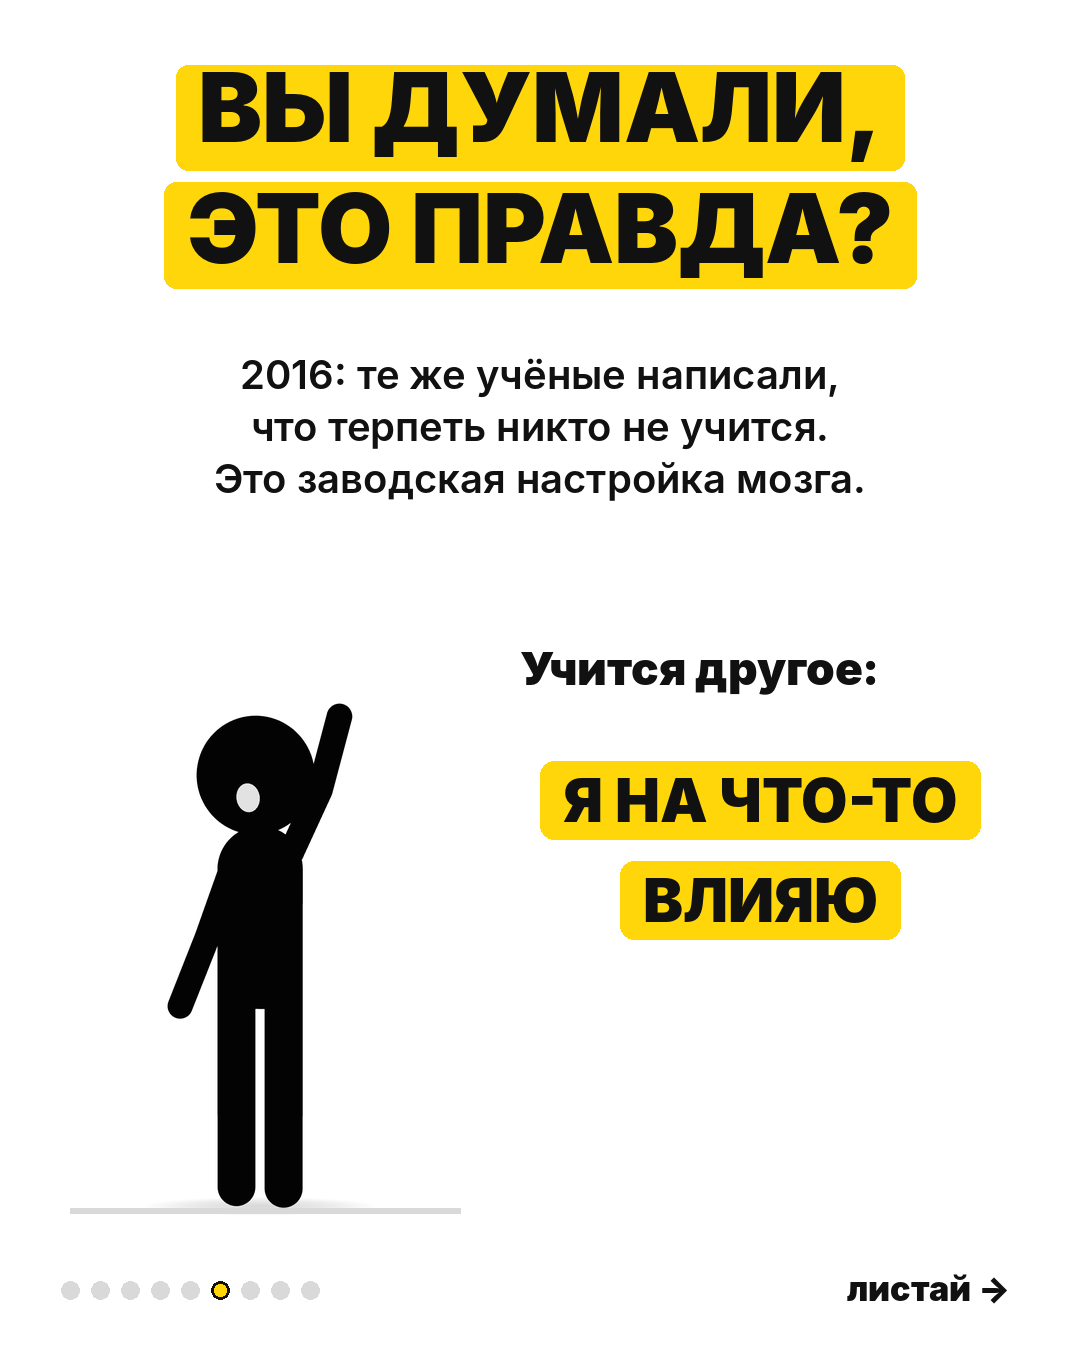 ВЫ ДУМАЛИ,
ЭТО ПРАВДА?
2016: те же учёные написали,
что терпеть никто не учится.
Это заводская настройка мозга.
Учится другое:
Я НА ЧТО-ТО
ВЛИЯЮ
листай →